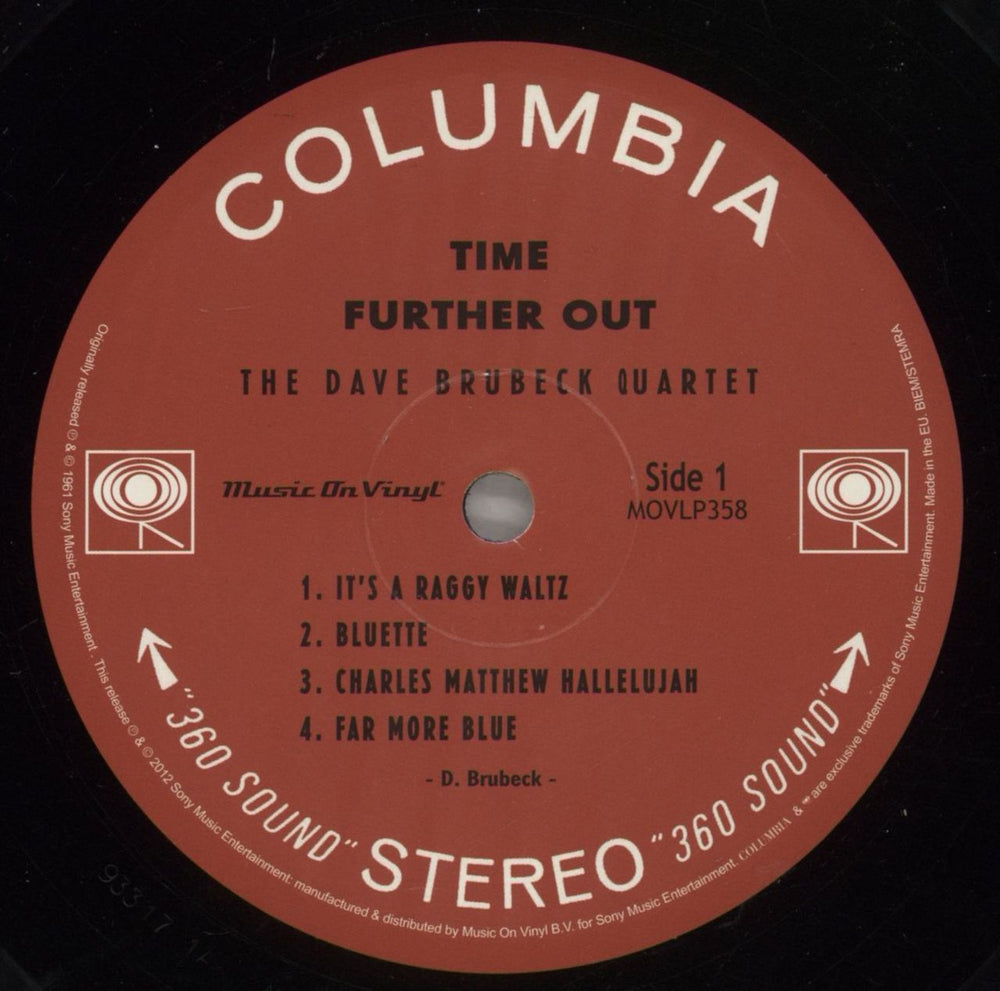 COLUMBIA
TIME
FURTHER OUT
THE DAVE BRUBECK QUARTET
Music On Vinyl
Side 1
MOVLP358
1. IT'S A RAGGY WALTZ
2. BLUETTE
3. CHARLES MATTHEW HALLELUJAH
4. FAR MORE BLUE
- D. Brubeck -
"360 SOUND" STEREO "360 SOUND"
Originally released ℗ & © 1961 Sony Music Entertainment. This release ℗ & © 2012 Sony Music Entertainment: manufactured & distributed by Music On Vinyl B.V. for Sony Music Entertainment. COLUMBIA & are exclusive trademarks of Sony Music Entertainment. Made in the EU. BIEM/STEMRA